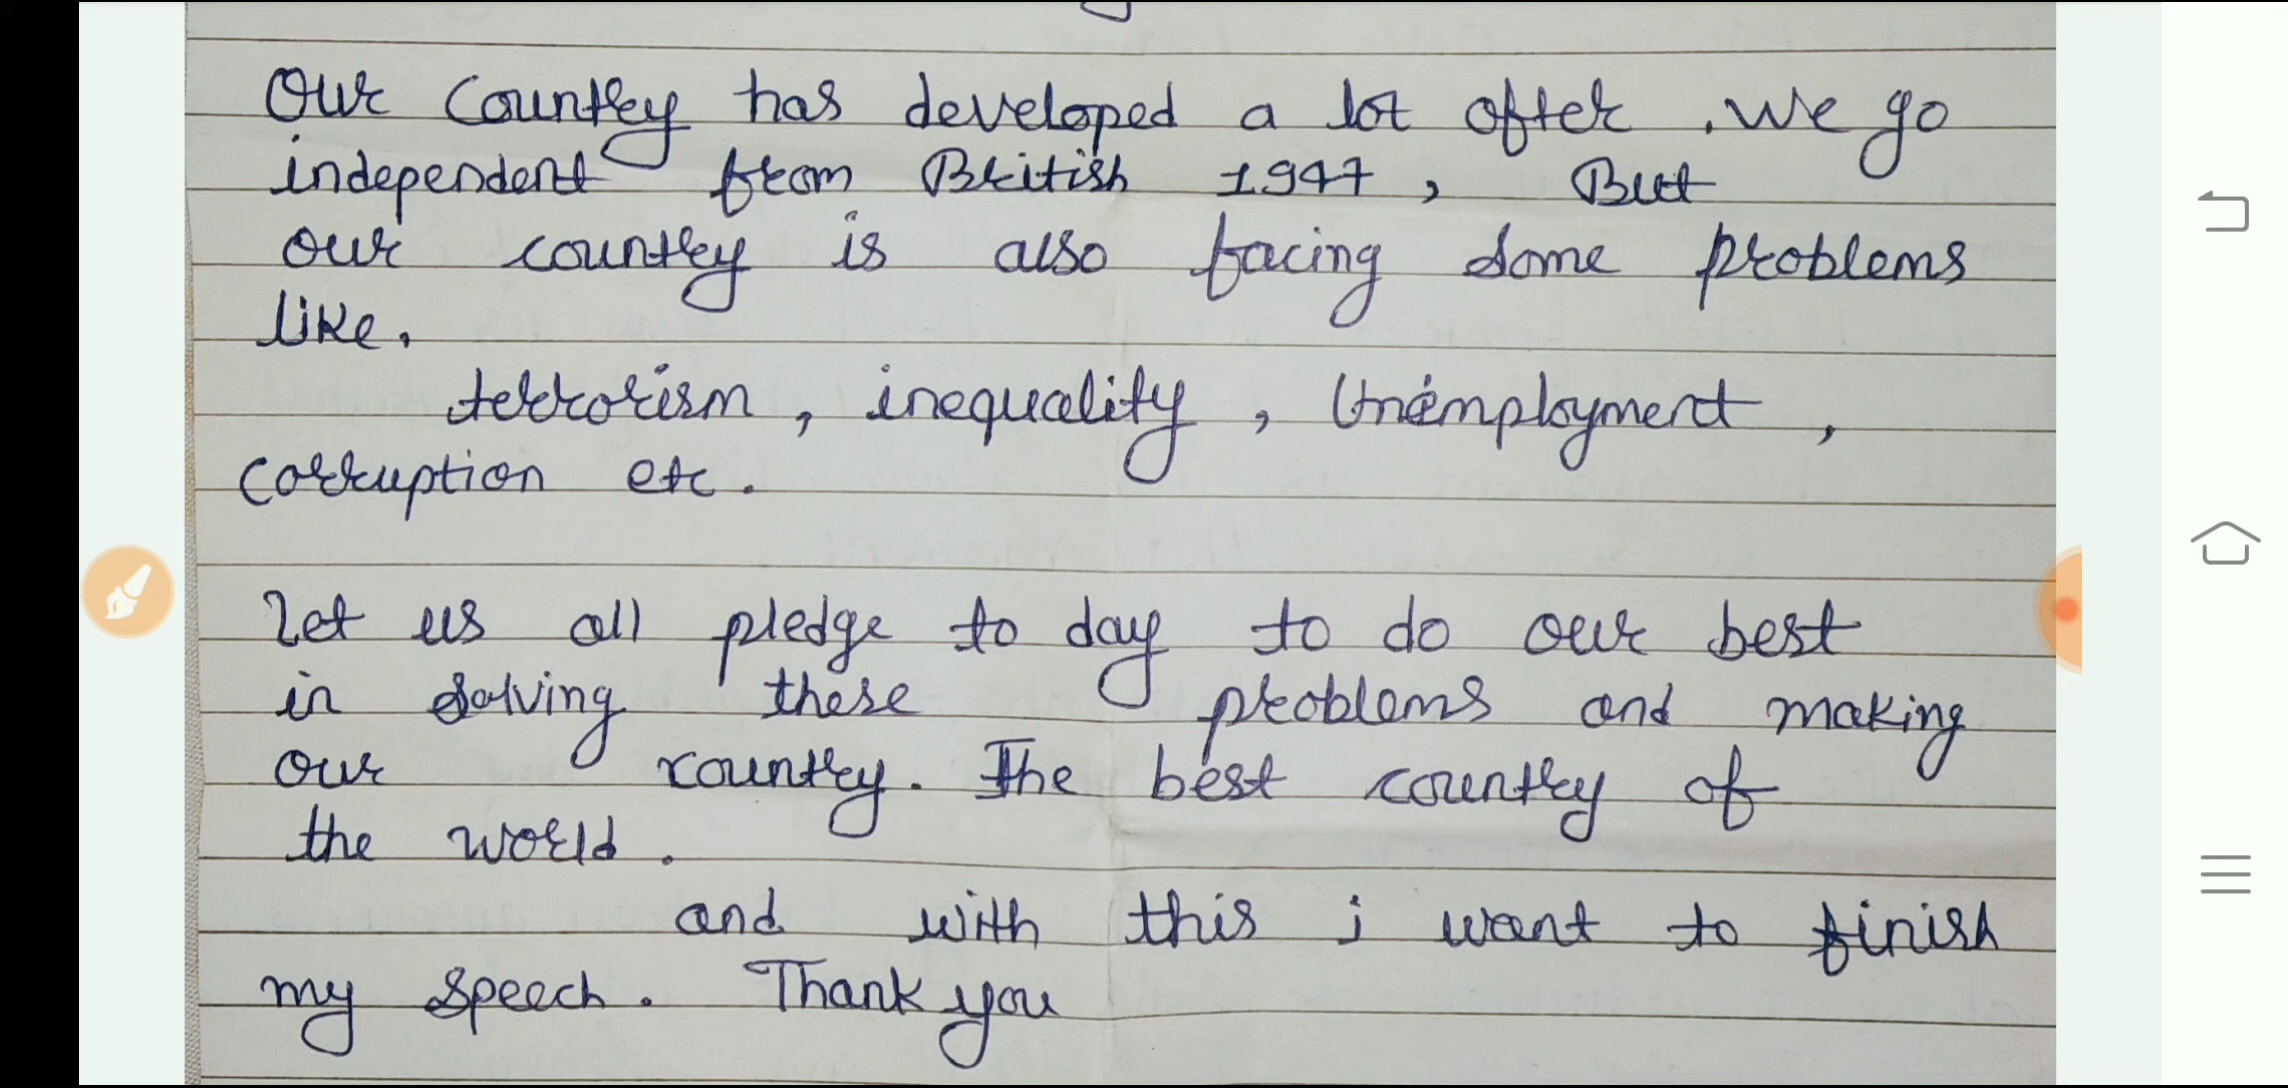 Our Country has developed a lot after . we go
independent from British 1947 , But
our country is also facing some problems
like,
terrorism , inequality , Unemployment ,
corruption etc .
Let us all pledge to day to do our best
in solving these problems and making
our country . The best country of
the world .
and with this i want to finish
my speech . Thank you